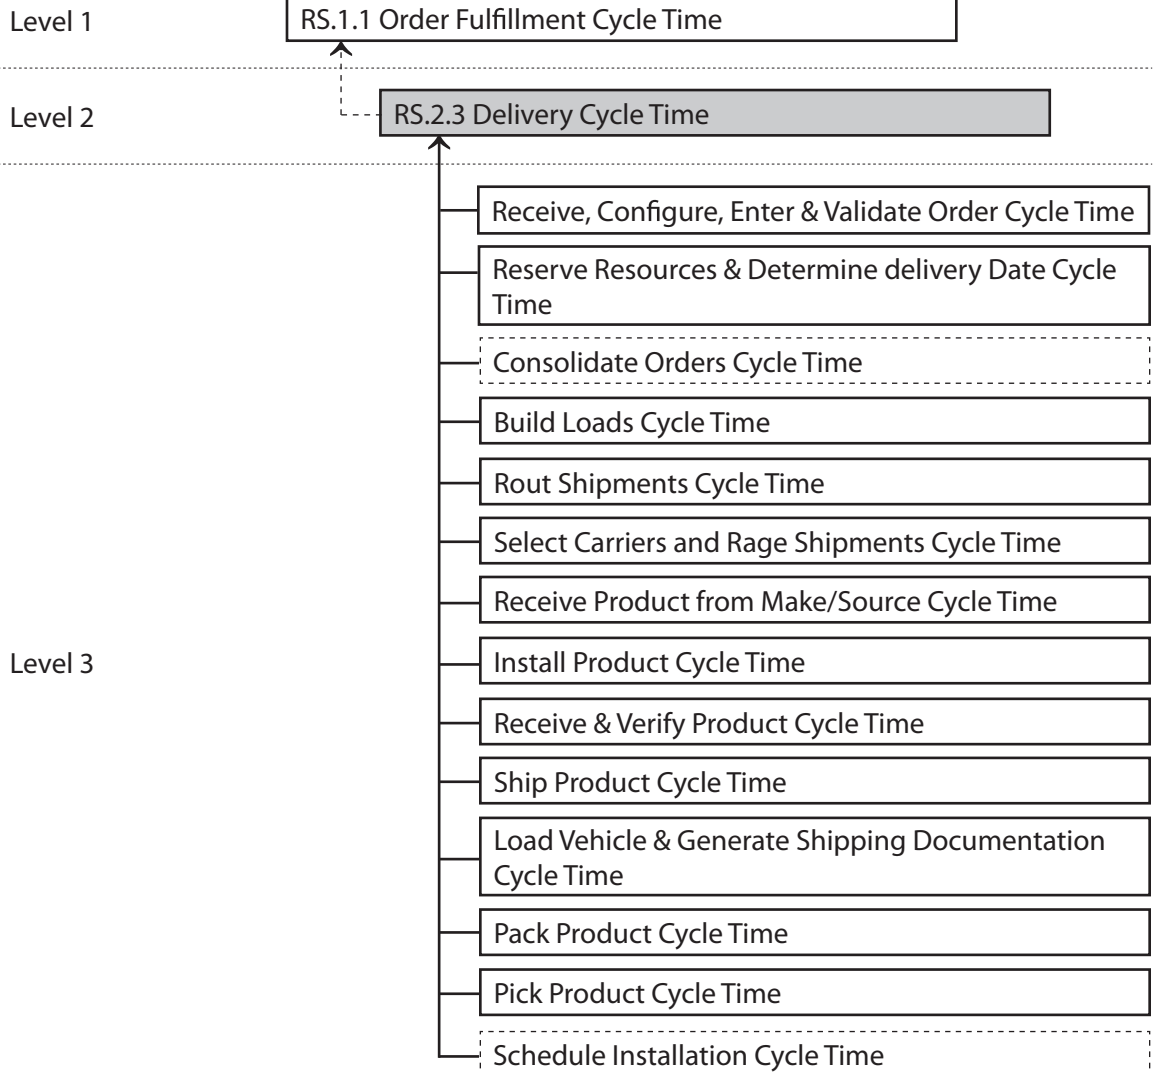 Level 1
RS.1.1 Order Fulfillment Cycle Time
Level 2
RS.2.3 Delivery Cycle Time
Receive, Configure, Enter & Validate Order Cycle Time
Reserve Resources & Determine delivery Date Cycle
Time
Consolidate Orders Cycle Time
Build Loads Cycle Time
Rout Shipments Cycle Time
Select Carriers and Rage Shipments Cycle Time
Receive Product from Make/Source Cycle Time
Level 3
Install Product Cycle Time
Receive & Verify Product Cycle Time
Ship Product Cycle Time
Load Vehicle & Generate Shipping Documentation
Cycle Time
Pack Product Cycle Time
Pick Product Cycle Time
Schedule Installation Cycle Time